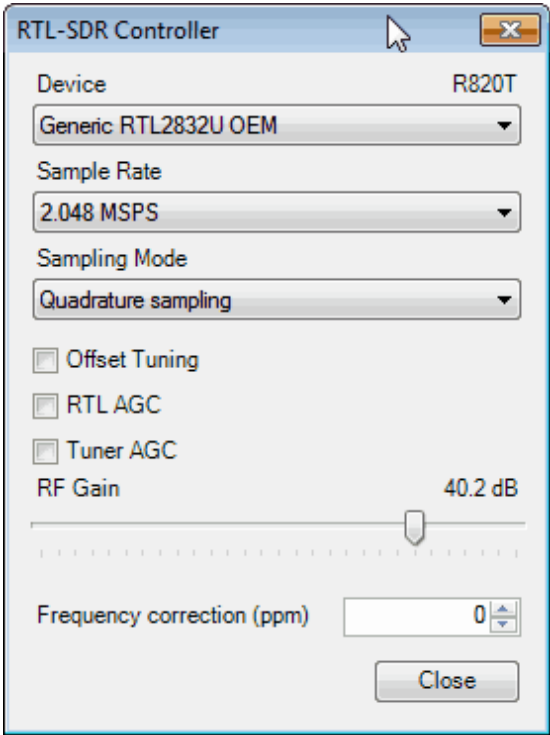 RTL-SDR Controller
Device R820T
Generic RTL2832U OEM
Sample Rate
2.048 MSPS
Sampling Mode
Quadrature sampling
Offset Tuning
RTL AGC
Tuner AGC
RF Gain 40.2 dB
Frequency correction (ppm) 0
Close